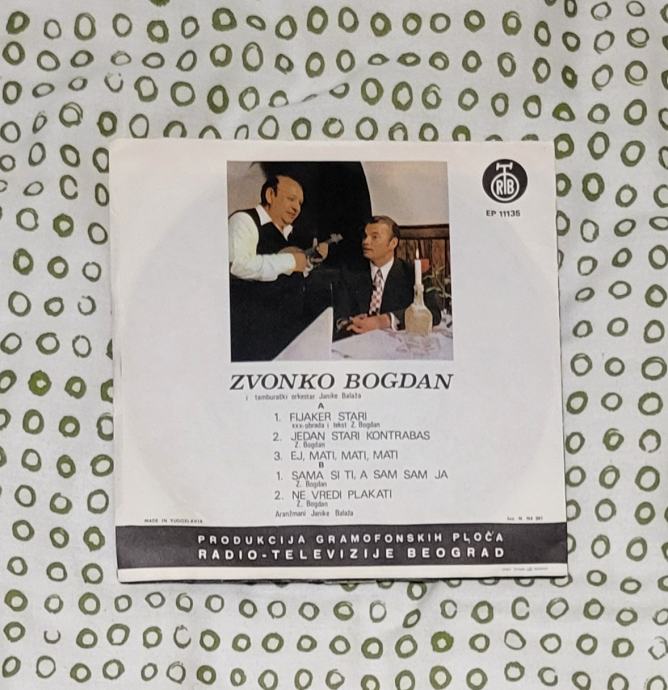 RTB
EP 11135
ZVONKO BOGDAN
i tamburaški orkestar Janike Balaža
A
1. FIJAKER STARI
xxx-obrada i tekst Z. Bogdan
2. JEDAN STARI KONTRABAS
Z. Bogdan
3. EJ, MATI, MATI, MATI
B
1. SAMA SI TI, A SAM SAM JA
Z. Bogdan
2. NE VREDI PLAKATI
Z. Bogdan
Aranžmani Janike Balaža
MADE IN YUGOSLAVIA
PRODUKCIJA GRAMOFONSKIH PLOČA
RADIO-TELEVIZIJE BEOGRAD